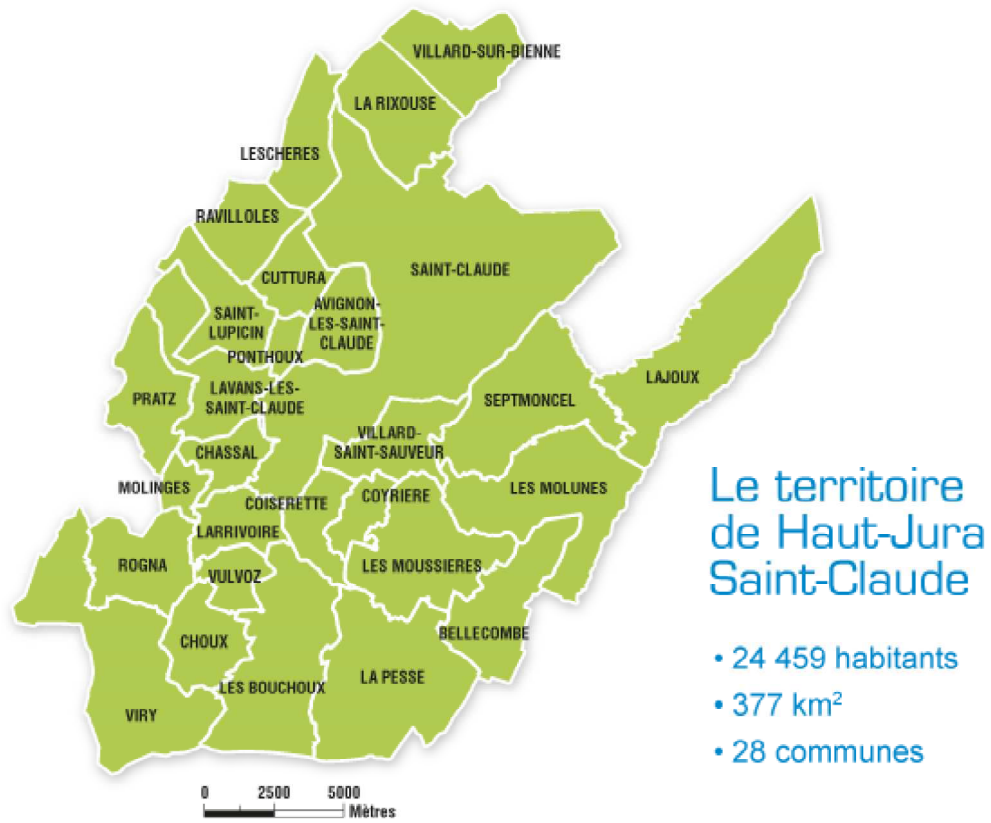 VILLARD-SUR-BIENNE
LA RIXOUSE
LESCHERES
RAVILLOLES
SAINT-CLAUDE
CUTTURA
AVIGNON-
LES-SAINT-
CLAUDE
SAINT-
LUPICIN
PONTHOUX
LAJOUX
PRATZ
LAVANS-LES-
SAINT-CLAUDE
SEPTMONCEL
VILLARD-
SAINT-SAUVEUR
CHASSAL
MOLINGES
COISERETTE
COYRIERE
LES MOLUNES
LARRIVOIRE
ROGNA
VULVOZ
LES MOUSSIERES
CHOUX
BELLECOMBE
LES BOUCHOUX
LA PESSE
VIRY
Le territoire
de Haut-Jura
Saint-Claude
• 24 459 habitants
• 377 km²
• 28 communes
0 2500 5000
Mètres